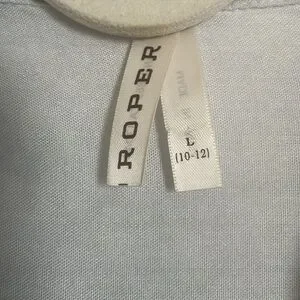 ROPER
L
(10-12)